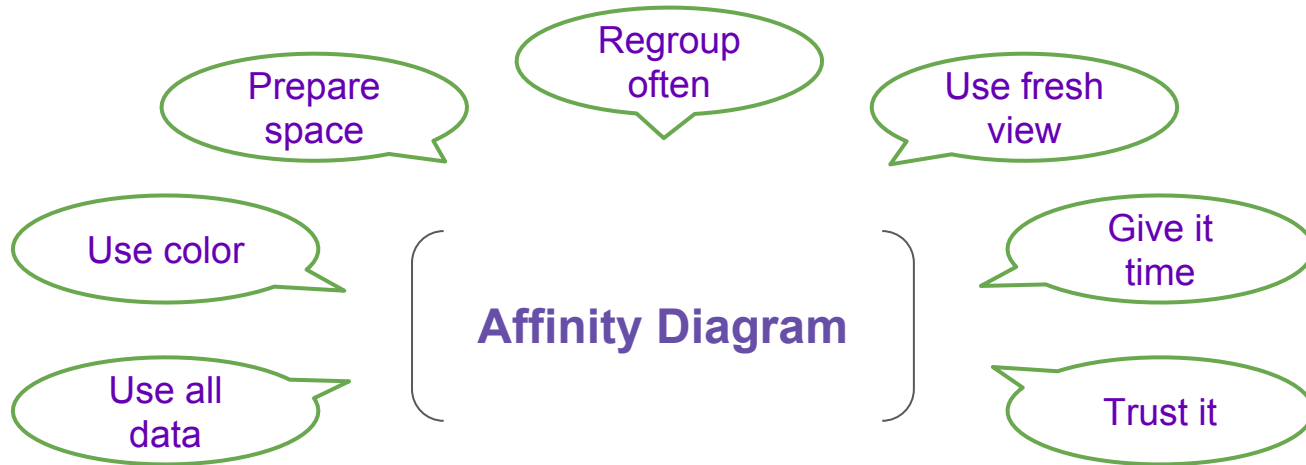 Regroup
often
Prepare
space
Use fresh
view
Use color
Give it
time
Affinity Diagram
Use all
data
Trust it